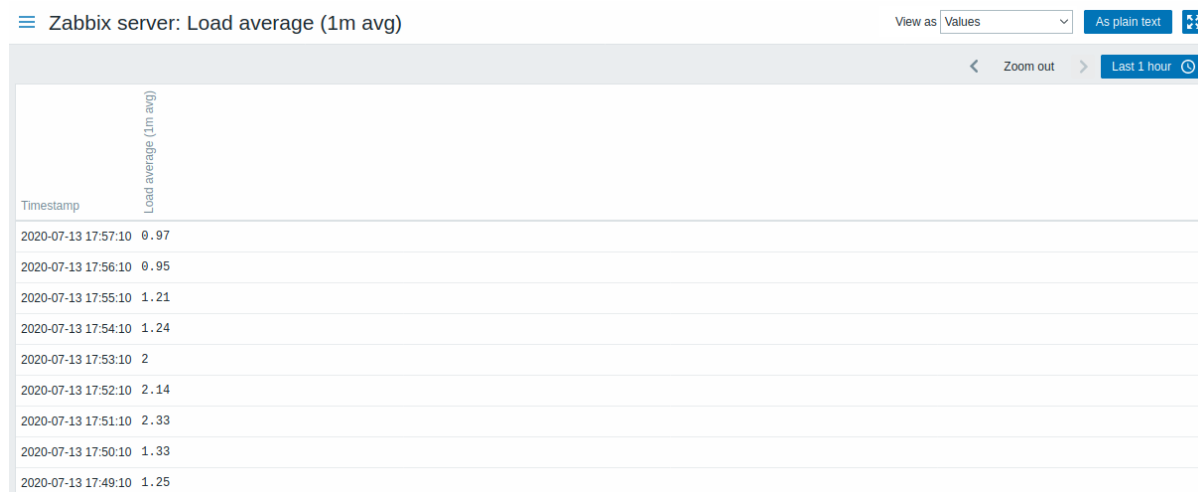 Zabbix server: Load average (1m avg)
View as Values As plain text
Zoom out Last 1 hour
Load average (1m avg)
Timestamp
2020-07-13 17:57:10 0.97
2020-07-13 17:56:10 0.95
2020-07-13 17:55:10 1.21
2020-07-13 17:54:10 1.24
2020-07-13 17:53:10 2
2020-07-13 17:52:10 2.14
2020-07-13 17:51:10 2.33
2020-07-13 17:50:10 1.33
2020-07-13 17:49:10 1.25